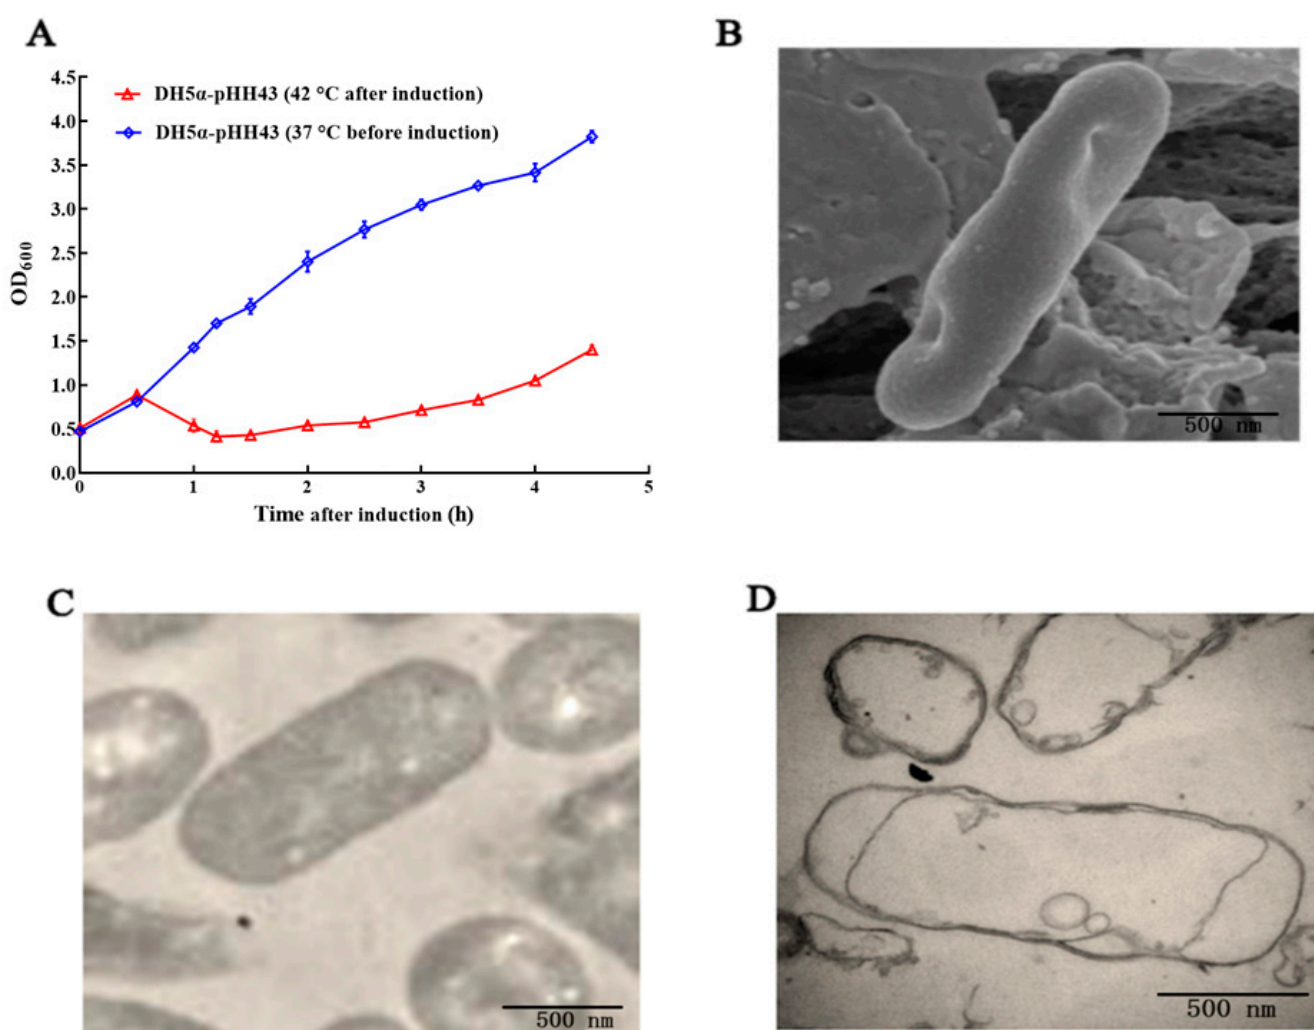 A
4.5
4.0
3.5
3.0
2.5
2.0
1.5
1.0
0.5
0.0
OD600
DH5α-pHH43 (42 °C after induction)
DH5α-pHH43 (37 °C before induction)
0 1 2 3 4 5
Time after induction (h)
B
500 nm
C
500 nm
D
500 nm